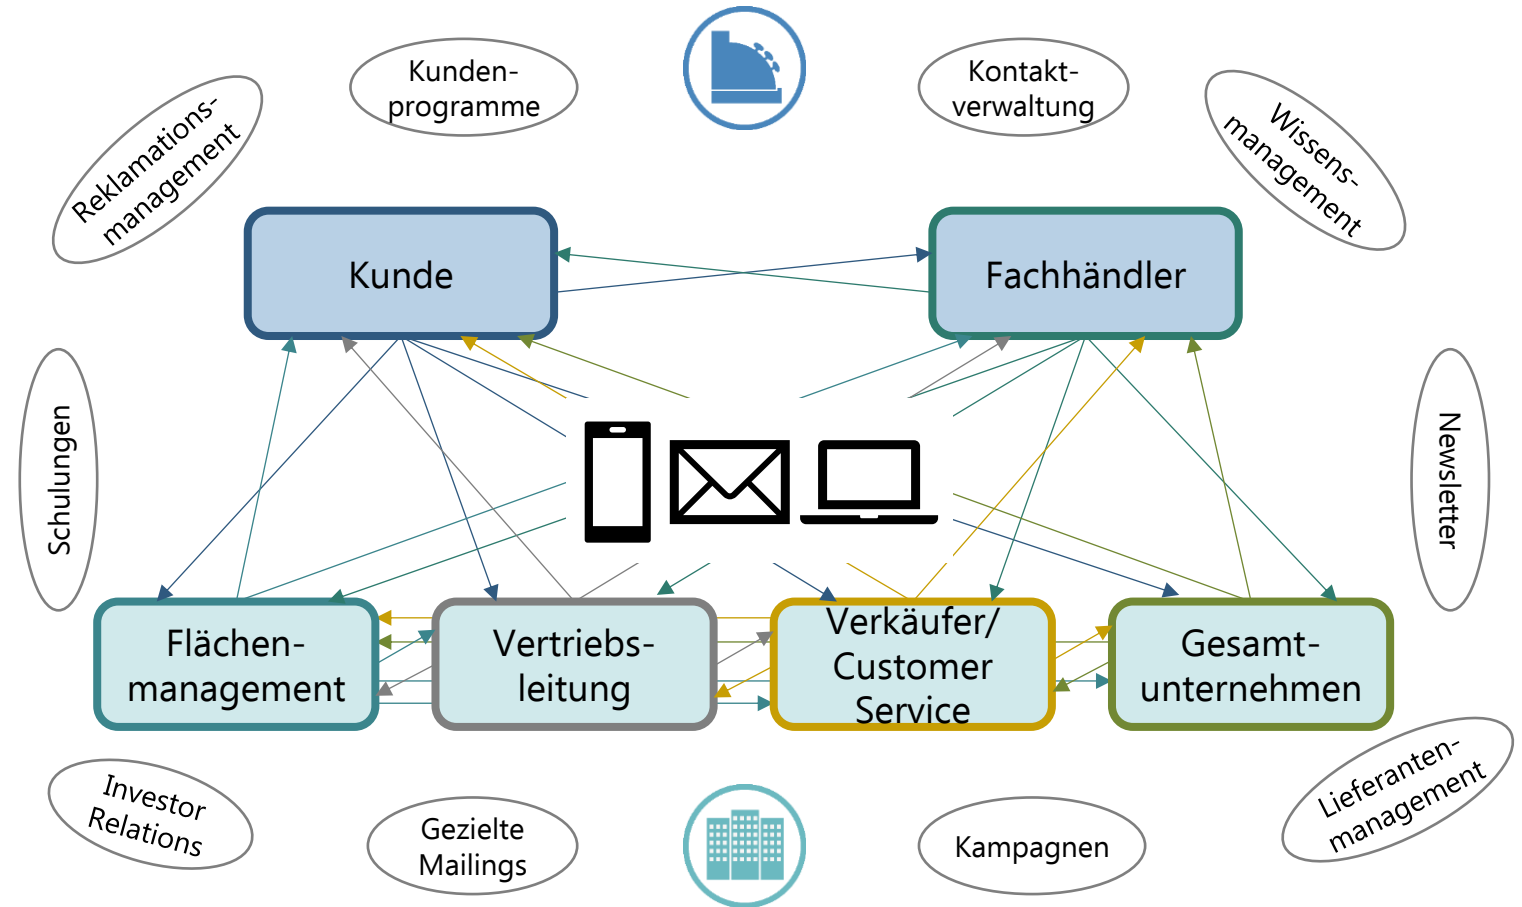 Kunden-
programme
Kontakt-
verwaltung
Reklamations-
management
Wissens-
management
Kunde
Fachhändler
Schulungen
Newsletter
Flächen-
management
Vertriebs-
leitung
Verkäufer/
Customer
Service
Gesamt-
unternehmen
Investor
Relations
Gezielte
Mailings
Kampagnen
Lieferanten-
management